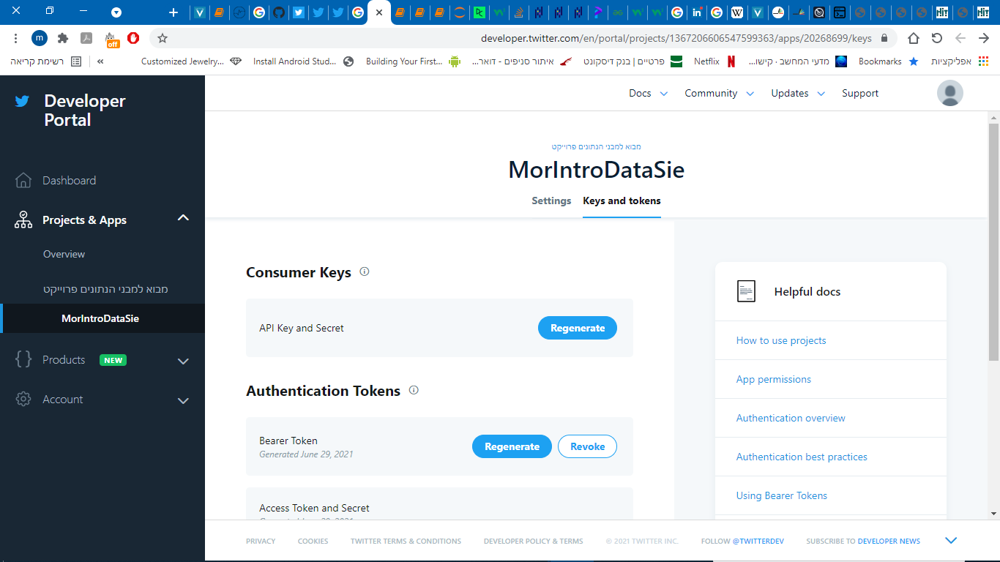 developer.twitter.com/en/portal/projects/1367206606547599363/apps/20268699/keys
m
off
אפליקציות
Bookmarks
מדעי המחשב · קישו...
Netflix
פרטיים | בנק דיסקונט
איתור סניפים - דואר...
Building Your First...
Install Android Stud...
Customized Jewelry...
«
רשימת קריאה
Developer
Portal
Docs
Community
Updates
Support
Dashboard
Projects & Apps
Overview
מבוא למבני הנתונים פרוייקט
MorIntroDataSie
Products
NEW
Account
מבוא למבני הנתונים פרוייקט
MorIntroDataSie
Settings
Keys and tokens
Consumer Keys
API Key and Secret
Regenerate
Authentication Tokens
Bearer Token
Generated June 29, 2021
Regenerate
Revoke
Access Token and Secret
Helpful docs
How to use projects
App permissions
Authentication overview
Authentication best practices
Using Bearer Tokens
PRIVACY
COOKIES
TWITTER TERMS & CONDITIONS
DEVELOPER POLICY & TERMS
© 2021 TWITTER INC.
FOLLOW @TWITTERDEV
SUBSCRIBE TO DEVELOPER NEWS